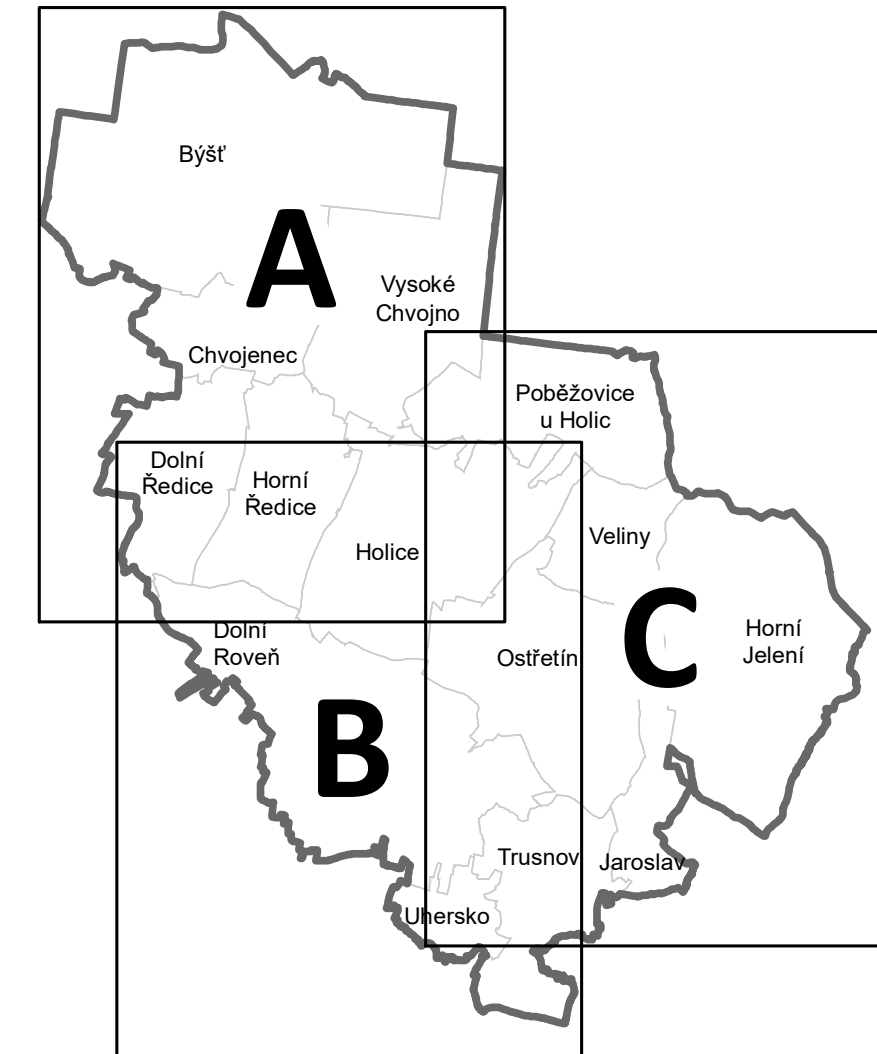 Býšť
A
Vysoké
Chvojno
Chvojenec
Poběžovice
u Holic
Dolní
Ředice
Horní
Ředice
Holice
Veliny
C
Dolní
Roveň
Ostřetín
Horní
Jelení
B
Trusnov
Jaroslav
Uhersko